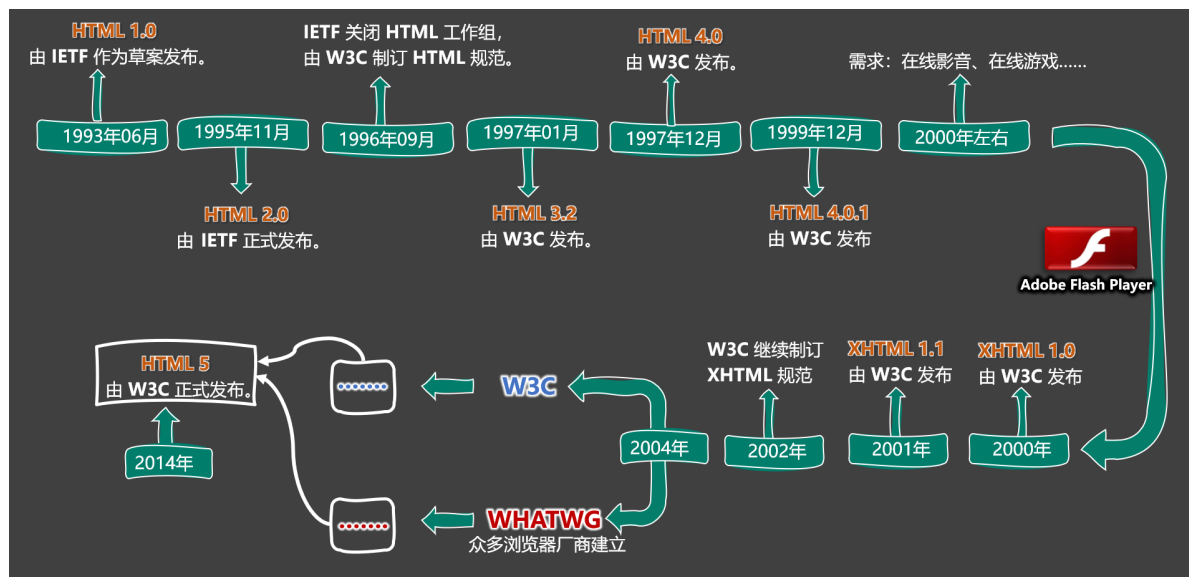 HTML 1.0
由 IETF 作为草案发布。
IETF 关闭 HTML 工作组，
由 W3C 制订 HTML 规范。
HTML 4.0
由 W3C 发布。
需求：在线影音、在线游戏……
1993年06月
1995年11月
1996年09月
1997年01月
1997年12月
1999年12月
2000年左右
HTML 2.0
由 IETF 正式发布。
HTML 3.2
由 W3C 发布。
HTML 4.0.1
由 W3C 发布
Adobe Flash Player
XHTML 1.0
由 W3C 发布
2000年
XHTML 1.1
由 W3C 发布
2001年
W3C 继续制订
XHTML 规范
2002年
2004年
W3C
WHATWG
众多浏览器厂商建立
HTML 5
由 W3C 正式发布。
2014年